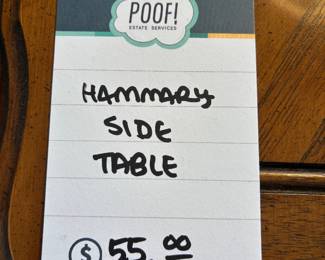 POOF!
ESTATE SERVICES
HAMMARY
SIDE
TABLE
$ 55.00